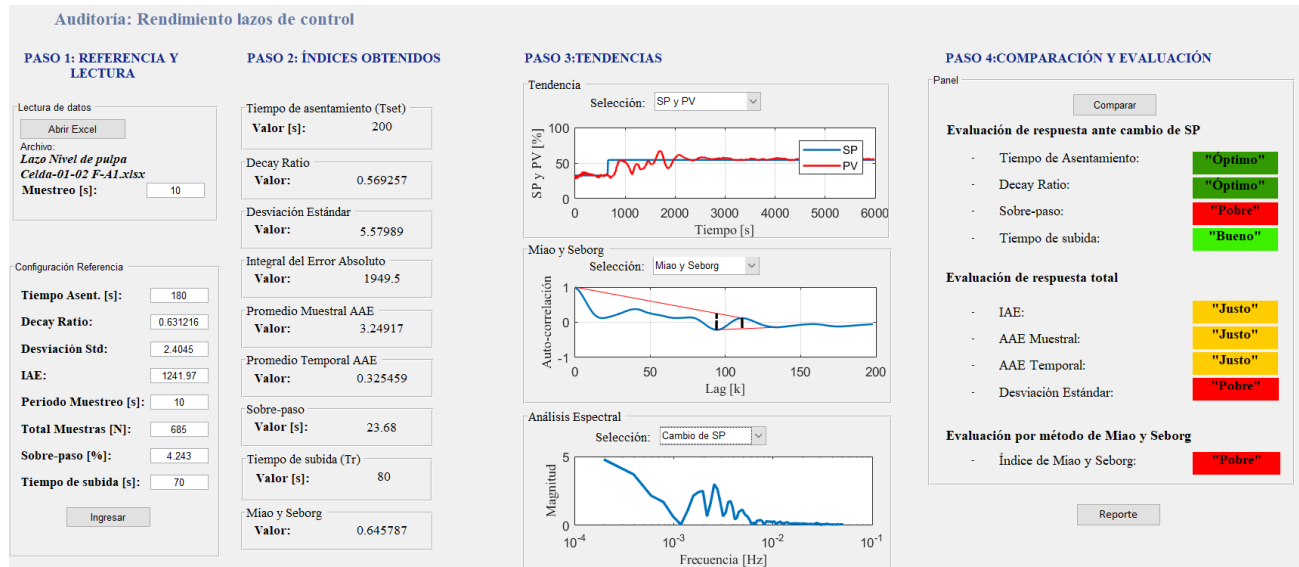 Auditoría: Rendimiento lazos de control
PASO 1: REFERENCIA Y
LECTURA
Lectura de datos
Abrir Excel
Archivo:
Lazo Nivel de pulpa
Celda-01-02 F-A1.xlsx
Muestreo [s]: 10
Configuración Referencia
Tiempo Asent. [s]: 180
Decay Ratio: 0.631216
Desviación Std: 2.4045
IAE: 1241.97
Periodo Muestreo [s]: 10
Total Muestras [N]: 685
Sobre-paso [%]: 4.243
Tiempo de subida [s]: 70
Ingresar
PASO 2: ÍNDICES OBTENIDOS
Tiempo de asentamiento (Tset)
Valor [s]: 200
Decay Ratio
Valor: 0.569257
Desviación Estándar
Valor: 5.57989
Integral del Error Absoluto
Valor: 1949.5
Promedio Muestral AAE
Valor: 3.24917
Promedio Temporal AAE
Valor: 0.325459
Sobre-paso
Valor [s]: 23.68
Tiempo de subida (Tr)
Valor [s]: 80
Miao y Seborg
Valor: 0.645787
PASO 3:TENDENCIAS
Tendencia
Selección: SP y PV
SP y PV [%]
100
50
0
SP
PV
0 1000 2000 3000 4000 5000 6000
Tiempo [s]
Miao y Seborg
Selección: Miao y Seborg
Auto-correlación
1
0
-1
0 50 100 150 200
Lag [k]
Análisis Espectral
Selección: Cambio de SP
Magnitud
5
0
10-4 10-3 10-2 10-1
Frecuencia [Hz]
PASO 4:COMPARACIÓN Y EVALUACIÓN
Panel
Comparar
Evaluación de respuesta ante cambio de SP
- Tiempo de Asentamiento: "Óptimo"
- Decay Ratio: "Óptimo"
- Sobre-paso: "Pobre"
- Tiempo de subida: "Bueno"
Evaluación de respuesta total
- IAE: "Justo"
- AAE Muestral: "Justo"
- AAE Temporal: "Justo"
- Desviación Estándar: "Pobre"
Evaluación por método de Miao y Seborg
- Índice de Miao y Seborg: "Pobre"
Reporte